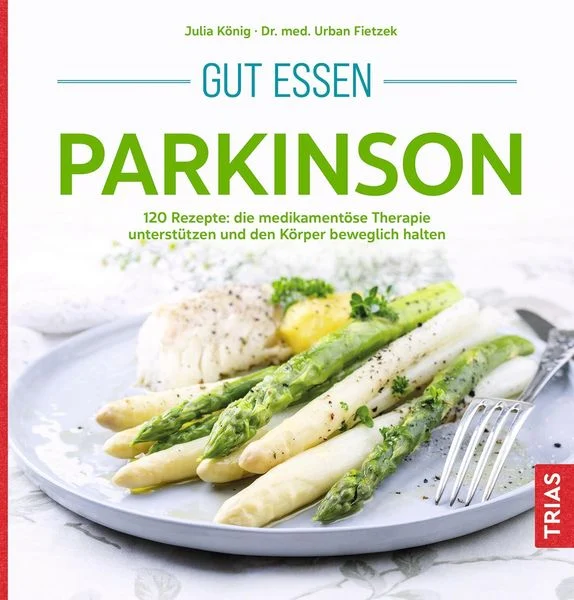 Julia König · Dr. med. Urban Fietzek
GUT ESSEN
PARKINSON
120 Rezepte: die medikamentöse Therapie
unterstützen und den Körper beweglich halten
TRIAS